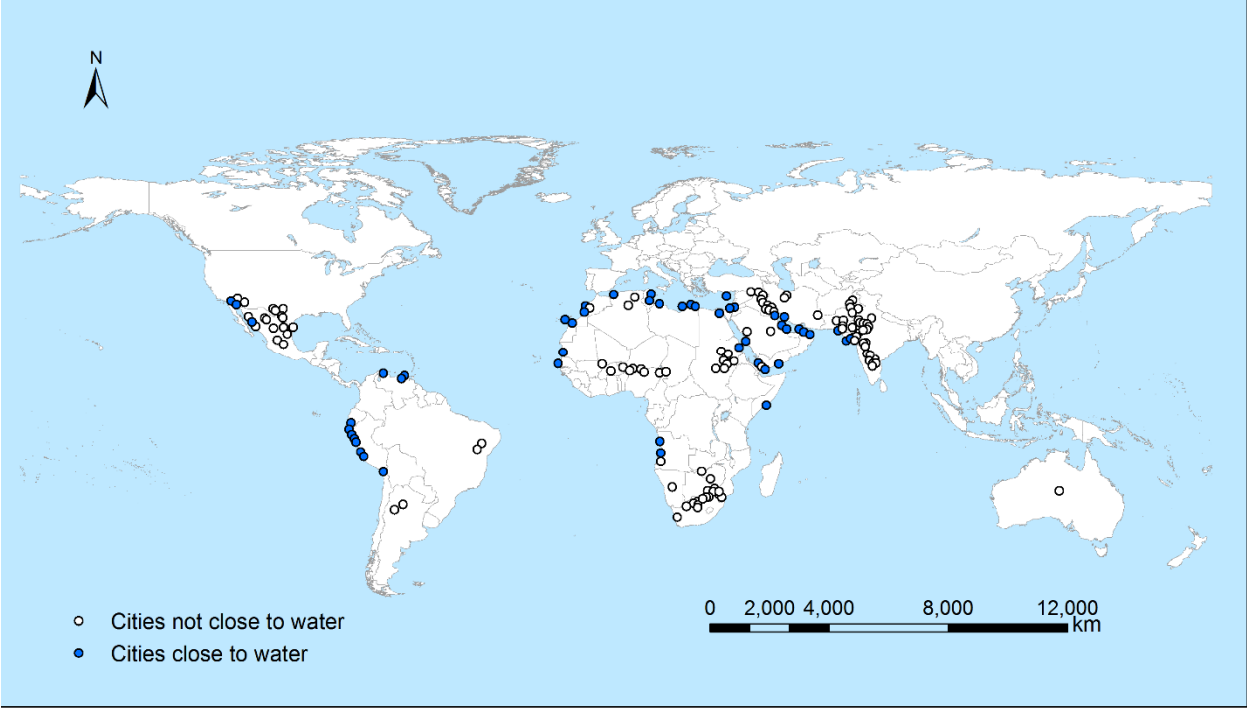 N
0 2,000 4,000 8,000 12,000
km
Cities not close to water
Cities close to water